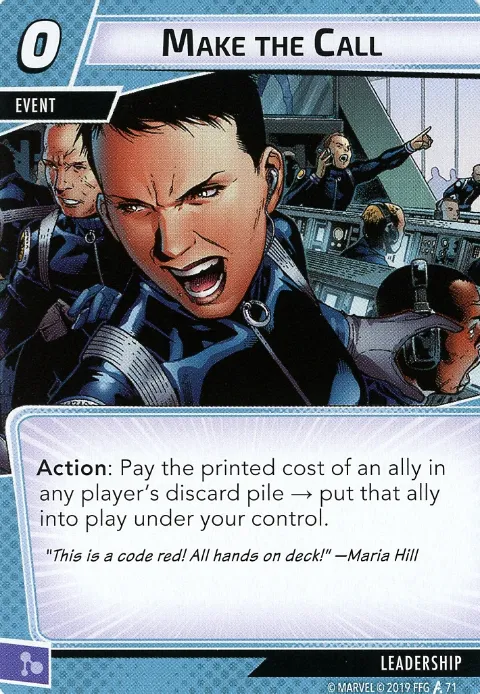 0
MAKE THE CALL
EVENT
Action: Pay the printed cost of an ally in
any player's discard pile → put that ally
into play under your control.
"This is a code red! All hands on deck!" —Maria Hill
LEADERSHIP
© MARVEL © 2019 FFG 71